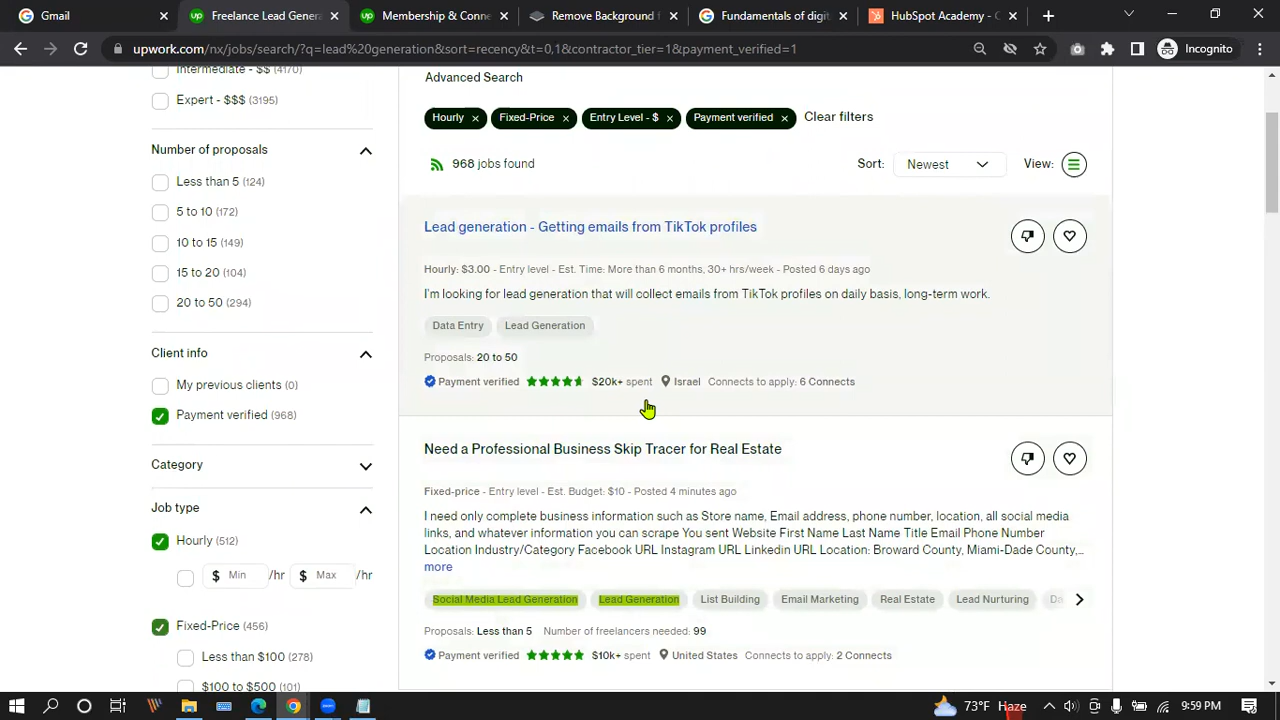 Gmail
Freelance Lead Genera
Membership & Conne
Remove Background
Fundamentals of digit
HubSpot Academy - C
upwork.com/nx/jobs/search/?q=lead%20generation&sort=recency&t=0,1&contractor_tier=1&payment_verified=1
Incognito
Intermediate - $$ (4170)
Expert - $$$ (3195)
Number of proposals
Less than 5 (124)
5 to 10 (172)
10 to 15 (149)
15 to 20 (104)
20 to 50 (294)
Client info
My previous clients (0)
Payment verified (968)
Category
Job type
Hourly (512)
$ Min /hr $ Max /hr
Fixed-Price (456)
Less than $100 (278)
$100 to $500 (101)
Advanced Search
Hourly × Fixed-Price × Entry Level - $ × Payment verified × Clear filters
968 jobs found
Sort: Newest View:
Lead generation - Getting emails from TikTok profiles
Hourly: $3.00 - Entry level - Est. Time: More than 6 months, 30+ hrs/week - Posted 6 days ago
I'm looking for lead generation that will collect emails from TikTok profiles on daily basis, long-term work.
Data Entry Lead Generation
Proposals: 20 to 50
Payment verified $20k+ spent Israel Connects to apply: 6 Connects
Need a Professional Business Skip Tracer for Real Estate
Fixed-price - Entry level - Est. Budget: $10 - Posted 4 minutes ago
I need only complete business information such as Store name, Email address, phone number, location, all social media
links, and whatever information you can scrape You sent Website First Name Last Name Title Email Phone Number
Location Industry/Category Facebook URL Instagram URL Linkedin URL Location: Broward County, Miami-Dade County,...
more
Social Media Lead Generation Lead Generation List Building Email Marketing Real Estate Lead Nurturing Da
Proposals: Less than 5 Number of freelancers needed: 99
Payment verified $10k+ spent United States Connects to apply: 2 Connects
73°F Haze
9:59 PM